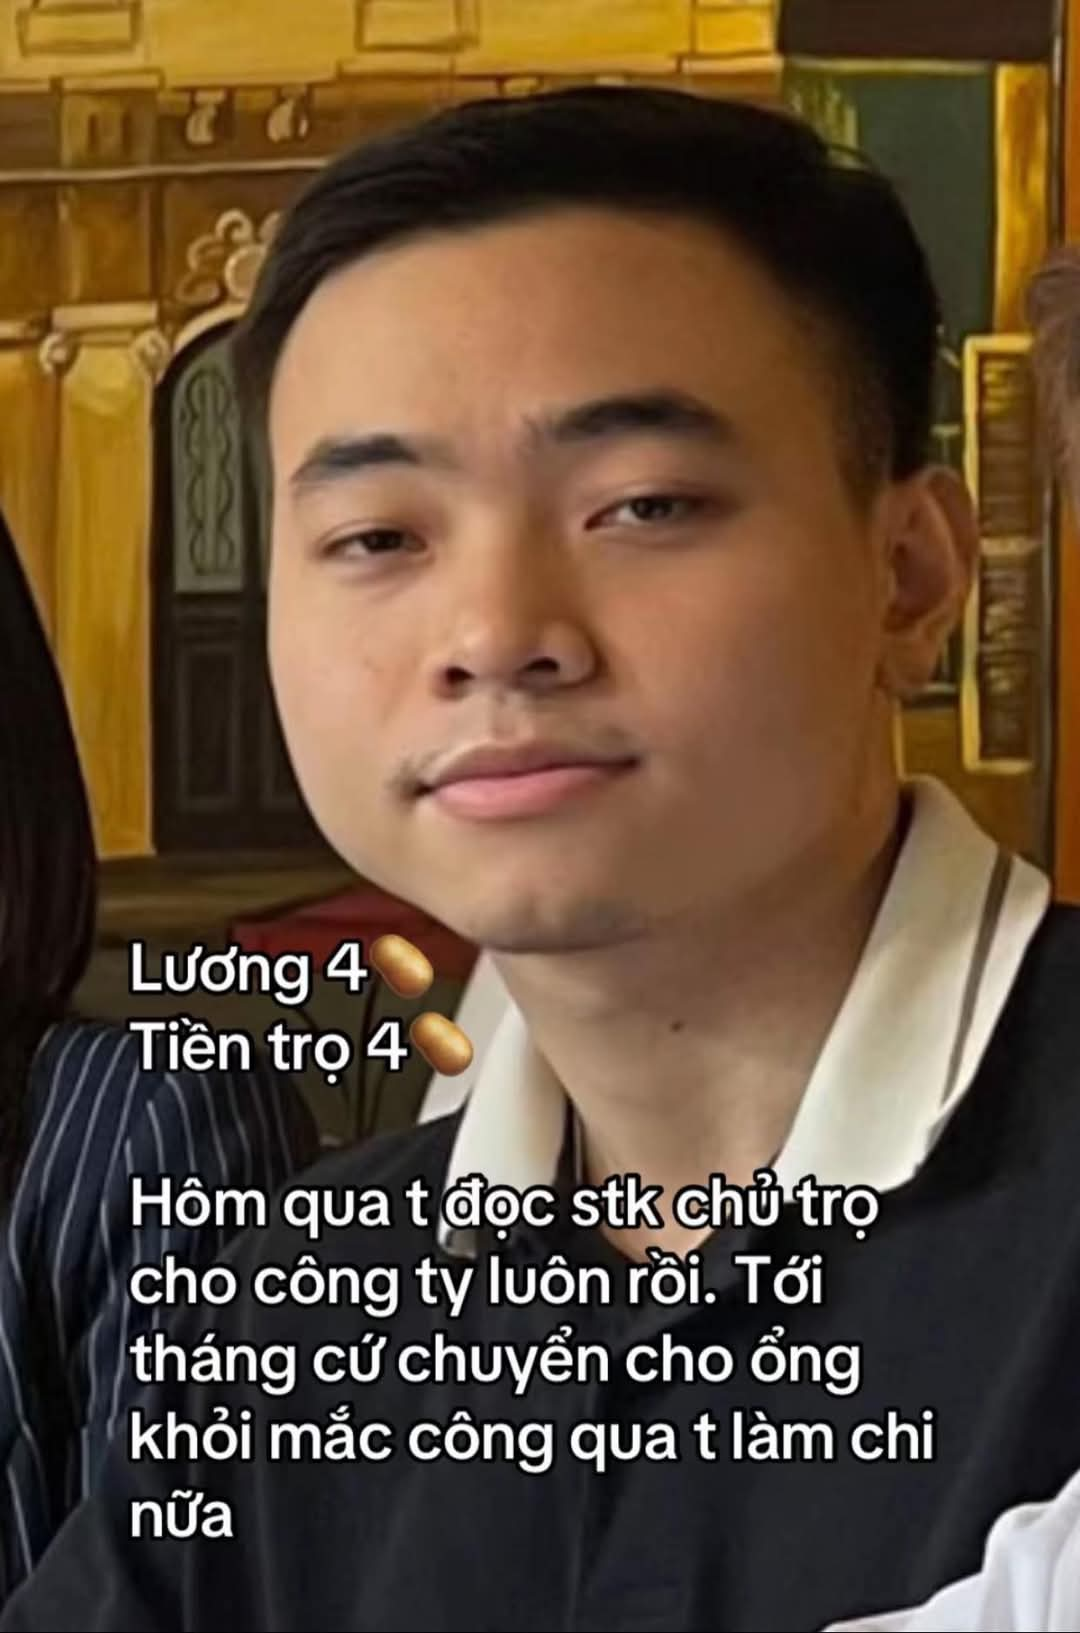 Lương 4🥔
Tiền trọ 4🥔
Hôm qua t đọc stk chủ trọ
cho công ty luôn rồi. Tới
tháng cứ chuyển cho ổng
khỏi mắc công qua t làm chi
nữa